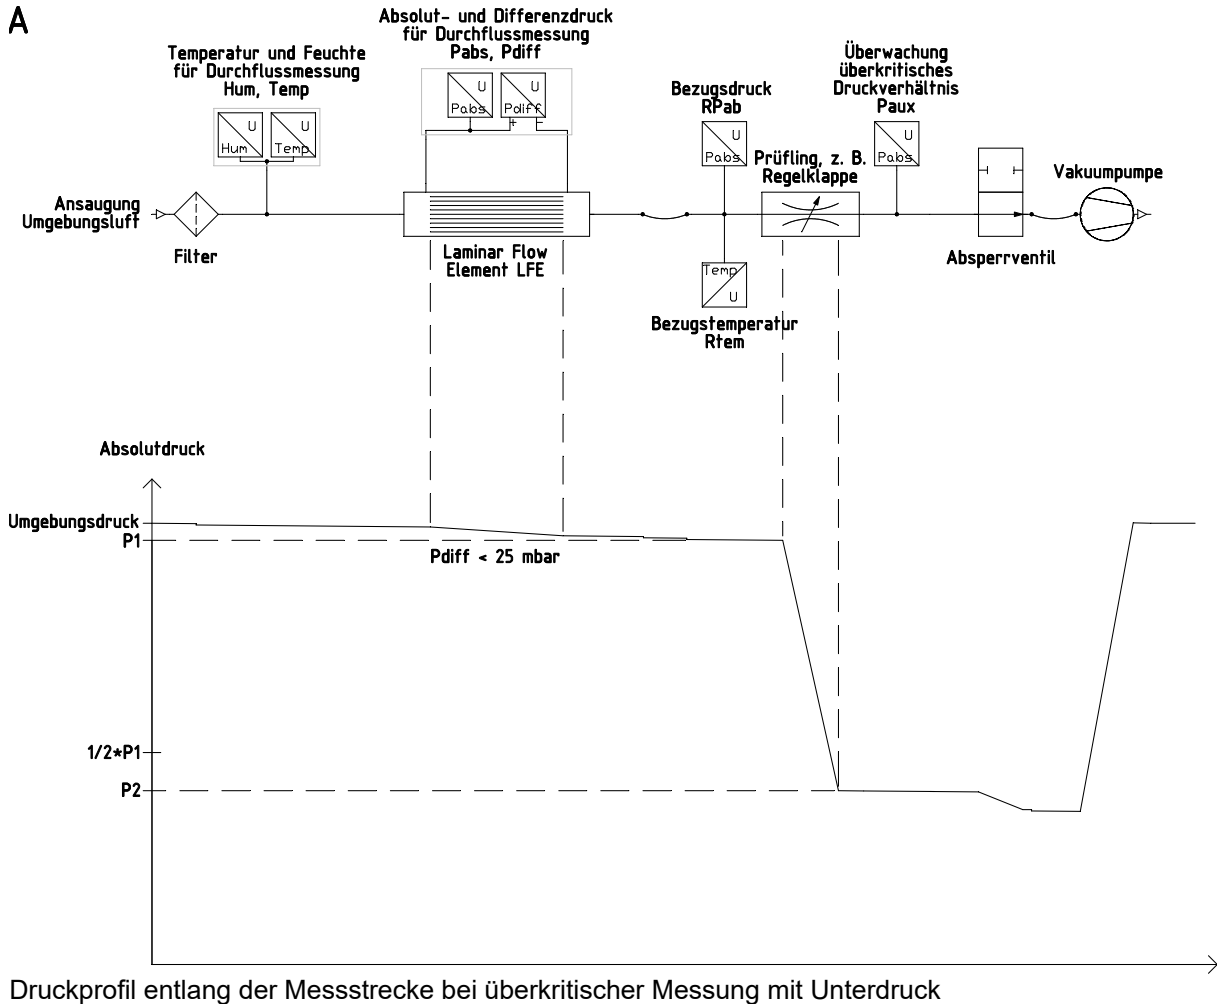 A
Absolut- und Differenzdruck
für Durchflussmessung
Pabs, Pdiff
Temperatur und Feuchte
für Durchflussmessung
Hum, Temp
Überwachung
überkritisches
Druckverhältnis
Paux
Bezugsdruck
RPab
U
Pabs
U
Pdiff
+
-
U
Hum
U
Temp
U
Pabs
U
Pabs
Prüfling, z. B.
Regelklappe
Vakuumpumpe
Ansaugung
Umgebungsluft
Filter
Laminar Flow
Element LFE
Absperrventil
Temp
U
Bezugstemperatur
Rtem
Absolutdruck
Umgebungsdruck
P1
Pdiff < 25 mbar
1/2*P1
P2
Druckprofil entlang der Messstrecke bei überkritischer Messung mit Unterdruck